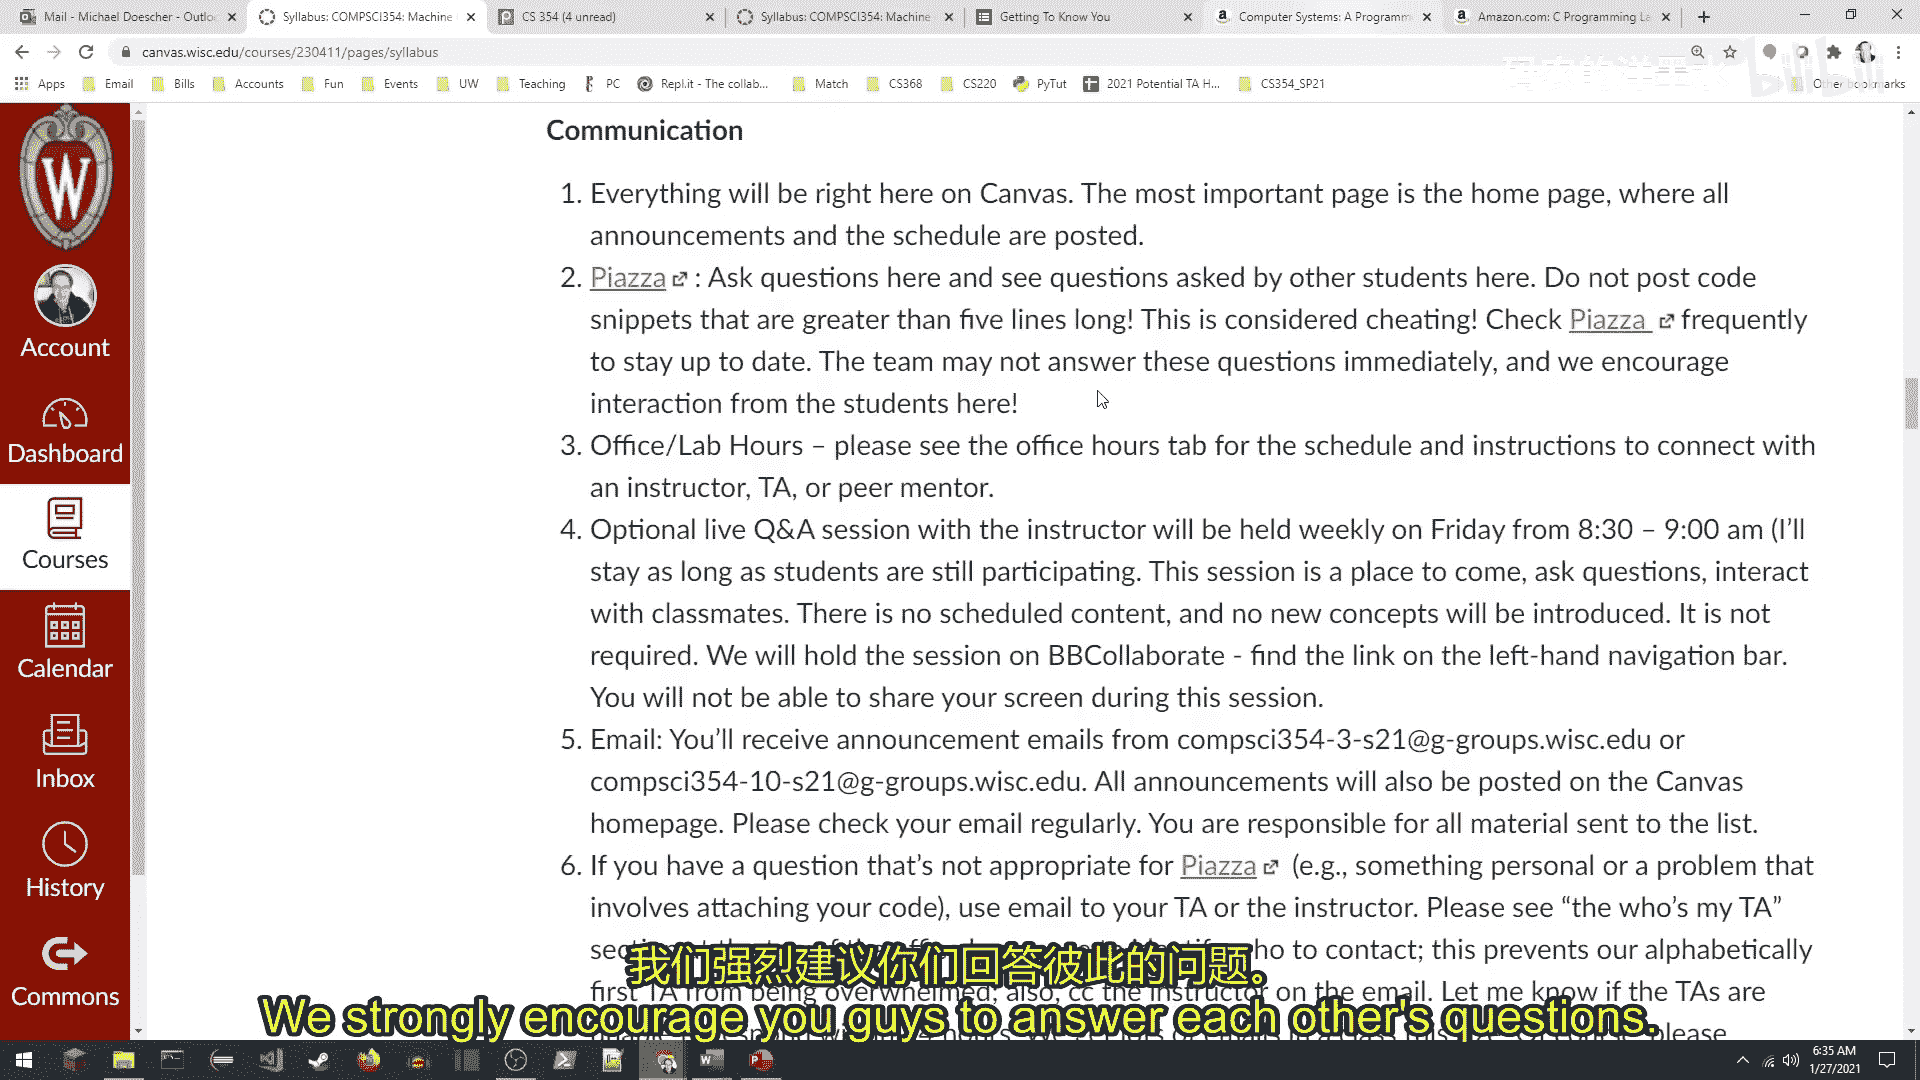 Mail - Michael Doescher - Outlo
Syllabus: COMPSCI354: Machine
CS 354 (4 unread)
Syllabus: COMPSCI354: Machine
Getting To Know You
Computer Systems: A Programm
Amazon.com: C Programming La
canvas.wisc.edu/courses/230411/pages/syllabus
Apps
Email
Bills
Accounts
Fun
Events
UW
Teaching
PC
Repl.it - The collab...
Match
CS368
CS220
PyTut
2021 Potential TA H...
CS354_SP21
Other bookmarks
Account
Dashboard
Courses
Calendar
Inbox
History
Commons
Communication
1. Everything will be right here on Canvas. The most important page is the home page, where all
announcements and the schedule are posted.
2. Piazza : Ask questions here and see questions asked by other students here. Do not post code
snippets that are greater than five lines long! This is considered cheating! Check Piazza frequently
to stay up to date. The team may not answer these questions immediately, and we encourage
interaction from the students here!
3. Office/Lab Hours – please see the office hours tab for the schedule and instructions to connect with
an instructor, TA, or peer mentor.
4. Optional live Q&A session with the instructor will be held weekly on Friday from 8:30 – 9:00 am (I’ll
stay as long as students are still participating. This session is a place to come, ask questions, interact
with classmates. There is no scheduled content, and no new concepts will be introduced. It is not
required. We will hold the session on BBCollaborate - find the link on the left-hand navigation bar.
You will not be able to share your screen during this session.
5. Email: You’ll receive announcement emails from compsci354-3-s21@g-groups.wisc.edu or
compsci354-10-s21@g-groups.wisc.edu. All announcements will also be posted on the Canvas
homepage. Please check your email regularly. You are responsible for all material sent to the list.
6. If you have a question that’s not appropriate for Piazza (e.g., something personal or a problem that
involves attaching your code), use email to your TA or the instructor. Please see “the who’s my TA”
to contact; this prevents our alphabetically
first TA from being overwhelmed; also, cc the instructor on the email. Let me know if the TAs are
please
我们强烈建议你们回答彼此的问题。
We strongly encourage you guys to answer each other's questions.
6:35 AM
1/27/2021